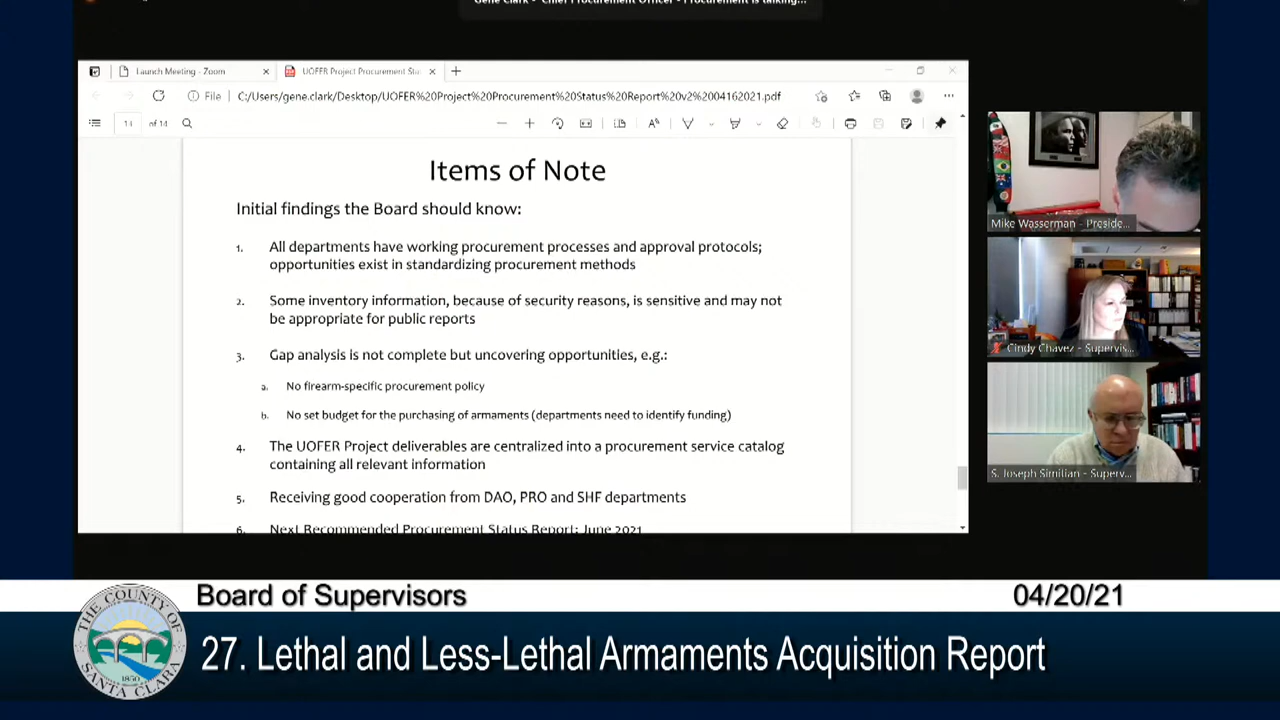 Gene Clark - Chief Procurement Officer - Procurement is talking...
Launch Meeting - Zoom
UOFER Project Procurement Sta
File
C:/Users/gene.clark/Desktop/UOFER%20Project%20Procurement%20Status%20Report%20v2%2004162021.pdf
13 of 14
Items of Note
Initial findings the Board should know:
1. All departments have working procurement processes and approval protocols;
opportunities exist in standardizing procurement methods
2. Some inventory information, because of security reasons, is sensitive and may not
be appropriate for public reports
3. Gap analysis is not complete but uncovering opportunities, e.g.:
a. No firearm-specific procurement policy
b. No set budget for the purchasing of armaments (departments need to identify funding)
4. The UOFER Project deliverables are centralized into a procurement service catalog
containing all relevant information
5. Receiving good cooperation from DAO, PRO and SHF departments
6. Next Recommended Procurement Status Report: June 2021
Mike Wasserman - Preside...
Cindy Chavez - Supervis...
S. Joseph Simitian - Superv...
Board of Supervisors
04/20/21
THE COUNTY OF
SANTA CLARA
1850
27. Lethal and Less-Lethal Armaments Acquisition Report